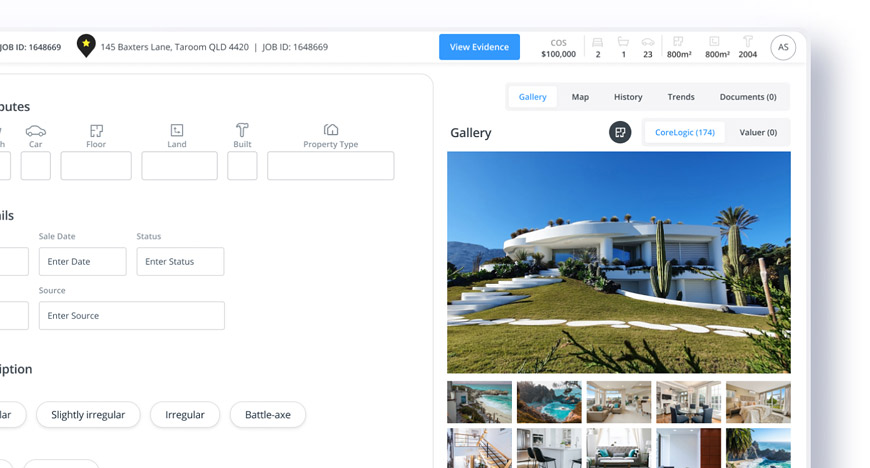 JOB ID: 1648669
145 Baxters Lane, Taroom QLD 4420 | JOB ID: 1648669
View Evidence
COS
$100,000
2
1
23
800m²
800m²
2004
AS
Gallery
Map
History
Trends
Documents (0)
Gallery
CoreLogic (174)
Valuer (0)
butes
h
Car
Floor
Land
Built
Property Type
ils
Sale Date
Status
Enter Date
Enter Status
Source
Enter Source
iption
lar
Slightly irregular
Irregular
Battle-axe